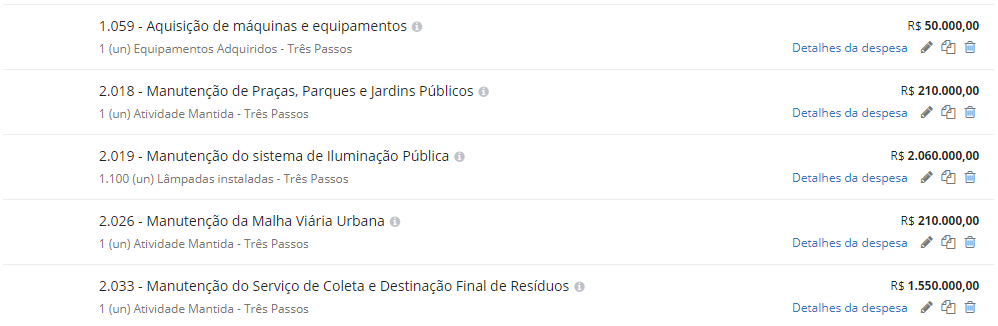 1.059 - Aquisição de máquinas e equipamentos R$ 50.000,00
1 (un) Equipamentos Adquiridos - Três Passos Detalhes da despesa
2.018 - Manutenção de Praças, Parques e Jardins Públicos R$ 210.000,00
1 (un) Atividade Mantida - Três Passos Detalhes da despesa
2.019 - Manutenção do sistema de Iluminação Pública R$ 2.060.000,00
1.100 (un) Lâmpadas instaladas - Três Passos Detalhes da despesa
2.026 - Manutenção da Malha Viária Urbana R$ 210.000,00
1 (un) Atividade Mantida - Três Passos Detalhes da despesa
2.033 - Manutenção do Serviço de Coleta e Destinação Final de Resíduos R$ 1.550.000,00
1 (un) Atividade Mantida - Três Passos Detalhes da despesa